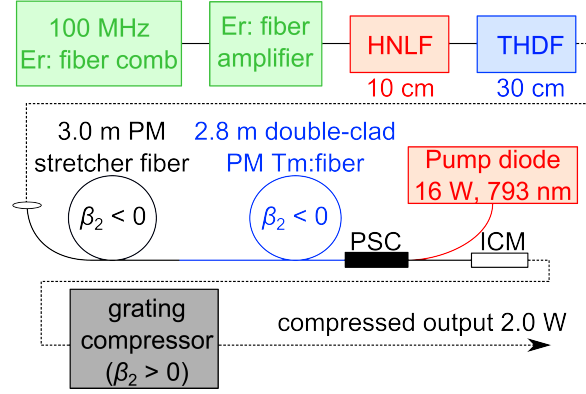 100 MHz
Er: fiber comb
Er: fiber
amplifier
HNLF
THDF
10 cm
30 cm
3.0 m PM
stretcher fiber
2.8 m double-clad
PM Tm:fiber
Pump diode
16 W, 793 nm
β₂ < 0
β₂ < 0
PSC
ICM
grating
compressor
(β₂ > 0)
compressed output 2.0 W